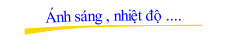 Ánh sáng , nhiệt độ ....